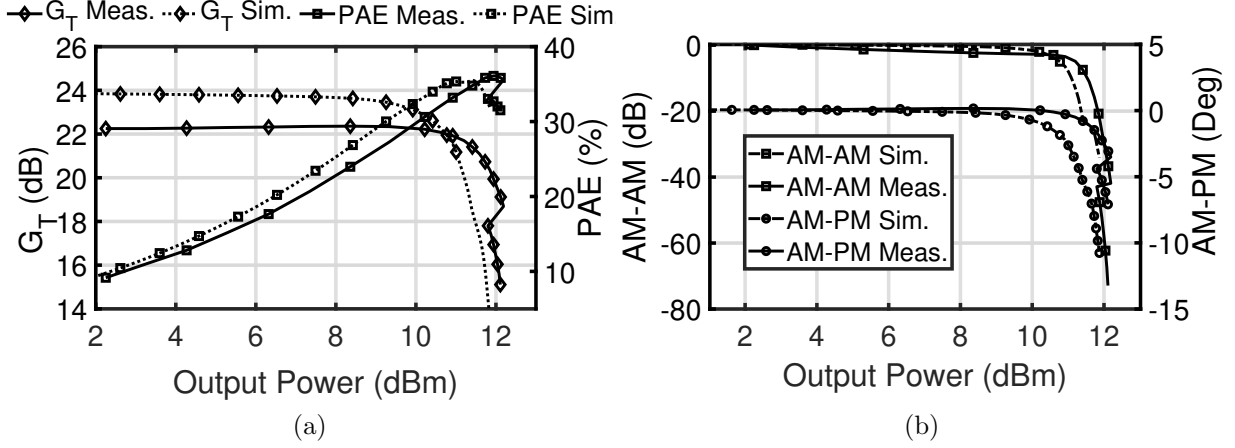 G_T Meas. G_T Sim. PAE Meas. PAE Sim
26
24
22
20
18
16
14
G_T (dB)
40
30
20
10
PAE (%)
2 4 6 8 10 12
Output Power (dBm)
(a)
0
-20
-40
-60
-80
AM-AM (dB)
AM-AM Sim.
AM-AM Meas.
AM-PM Sim.
AM-PM Meas.
5
0
-5
-10
-15
AM-PM (Deg)
2 4 6 8 10 12
Output Power (dBm)
(b)